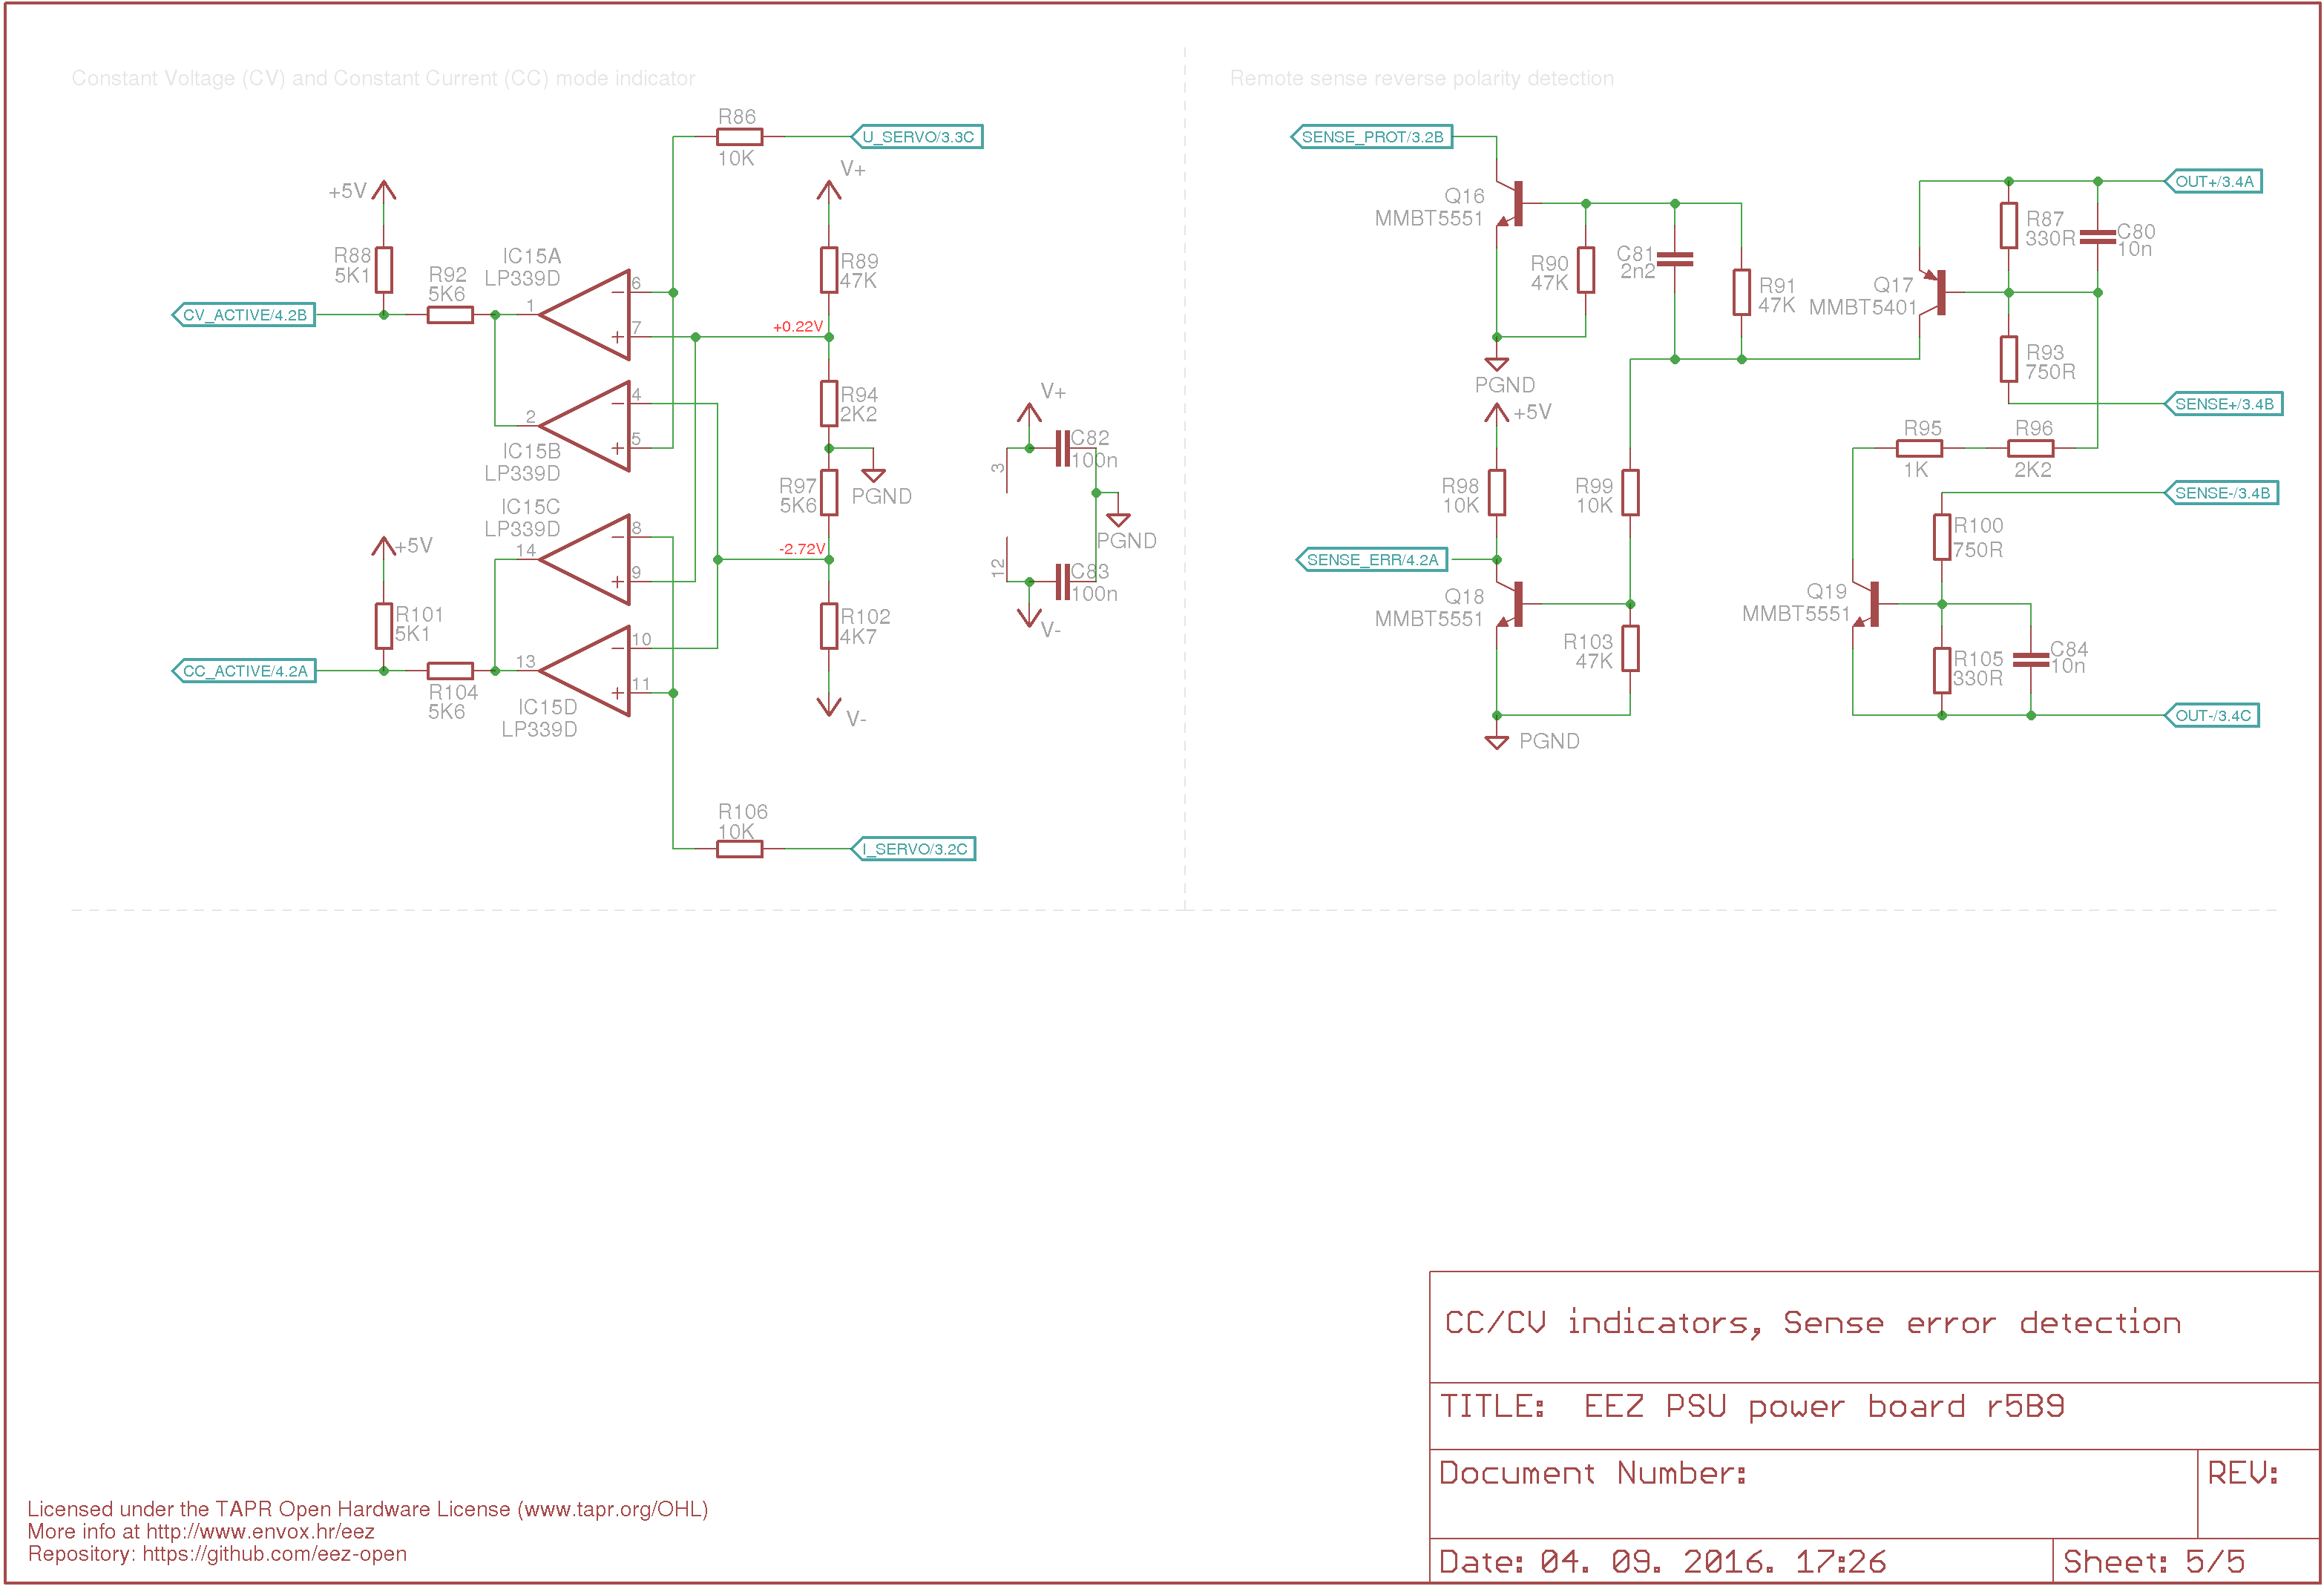 Constant Voltage (CV) and Constant Current (CC) mode indicator
R86
10K
U_SERVO/3.3C
V+
+5V
R88
5K1
R92
5K6
IC15A
LP339D
1
6
7
R89
47K
+0.22V
CV_ACTIVE/4.2B
2
4
5
IC15B
LP339D
R94
2K2
PGND
R97
5K6
-2.72V
IC15C
LP339D
14
8
9
+5V
R101
5K1
R102
4K7
V-
CC_ACTIVE/4.2A
R104
5K6
13
10
11
IC15D
LP339D
R106
10K
I_SERVO/3.2C
V+
C82
100n
3
PGND
12
C83
100n
V-
Remote sense reverse polarity detection
SENSE_PROT/3.2B
Q16
MMBT5551
R90
47K
C81
2n2
R91
47K
PGND
Q17
MMBT5401
R87
330R
C80
10n
OUT+/3.4A
R93
750R
SENSE+/3.4B
R95
1K
R96
2K2
SENSE-/3.4B
+5V
R98
10K
R99
10K
SENSE_ERR/4.2A
Q18
MMBT5551
R103
47K
PGND
Q19
MMBT5551
R100
750R
R105
330R
C84
10n
OUT-/3.4C
CC/CV indicators, Sense error detection
TITLE: EEZ PSU power board r5B9
Document Number:
REV:
Date: 04. 09. 2016. 17:26
Sheet: 5/5
Licensed under the TAPR Open Hardware License (www.tapr.org/OHL)
More info at http://www.envox.hr/eez
Repository: https://github.com/eez-open